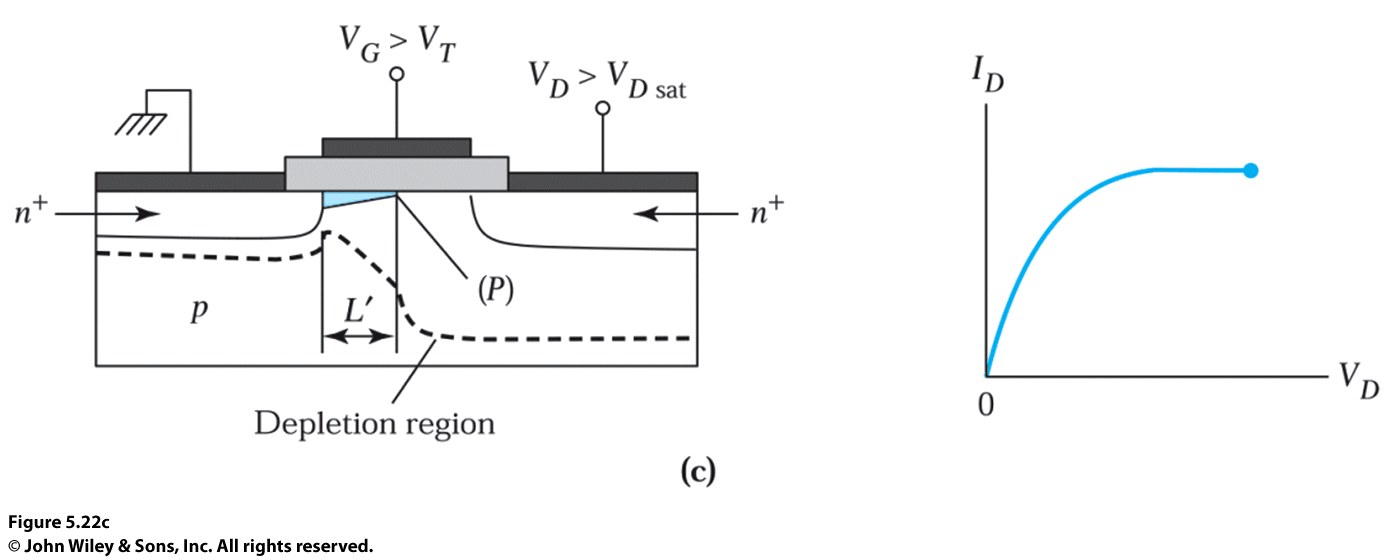 V_G > V_T
V_D > V_D sat
I_D
n⁺
n⁺
(P)
p
L′
V_D
0
Depletion region
(c)
Figure 5.22c
© John Wiley & Sons, Inc. All rights reserved.